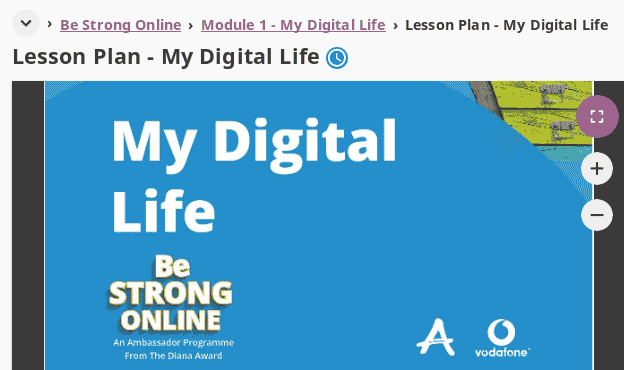 › Be Strong Online › Module 1 - My Digital Life › Lesson Plan - My Digital Life
Lesson Plan - My Digital Life
My Digital
Life
Be
STRONG
ONLINE
An Ambassador Programme
From The Diana Award
vodafone